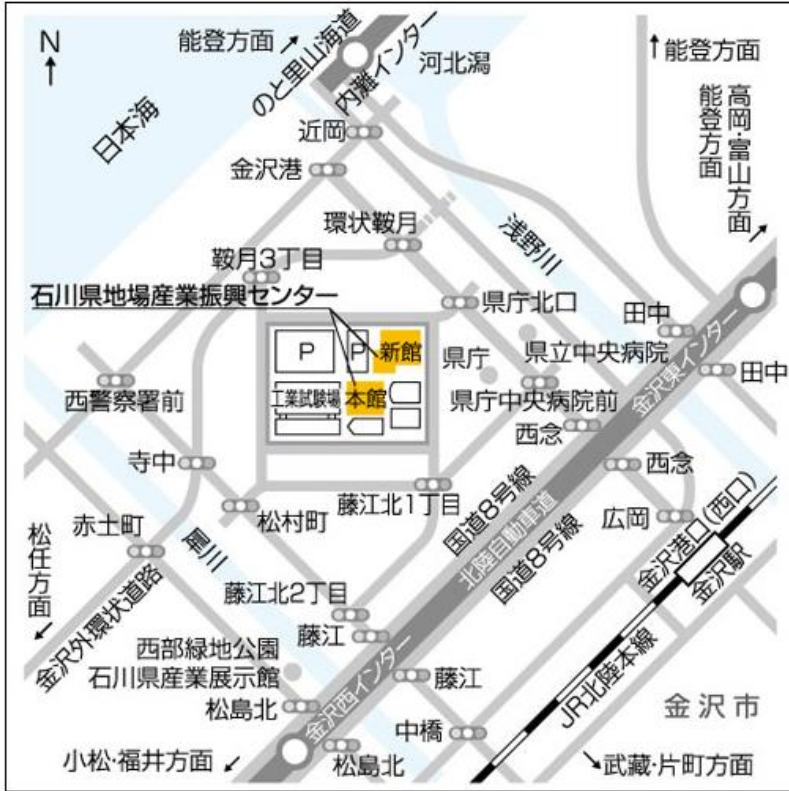 N
能登方面
のと里山海道
内灘インター
河北潟
能登方面
高岡・富山方面
能登方面
日本海
近岡
金沢港
環状鞍月
浅野川
鞍月3丁目
石川県地場産業振興センター
県庁北口
田中
P
P
新館
県庁
県立中央病院
金沢東インター
田中
西警察署前
工業試験場
本館
県庁中央病院前
西念
寺中
西念
藤江北1丁目
国道8号線
北陸自動車道
国道8号線
広岡
金沢港口(西口)
金沢駅
松村町
赤土町
松任方面
犀川
金沢外環状道路
藤江北2丁目
藤江
西部緑地公園
石川県産業展示館
藤江
JR北陸本線
金沢市
松島北
金沢西インター
中橋
小松・福井方面
松島北
武蔵・片町方面